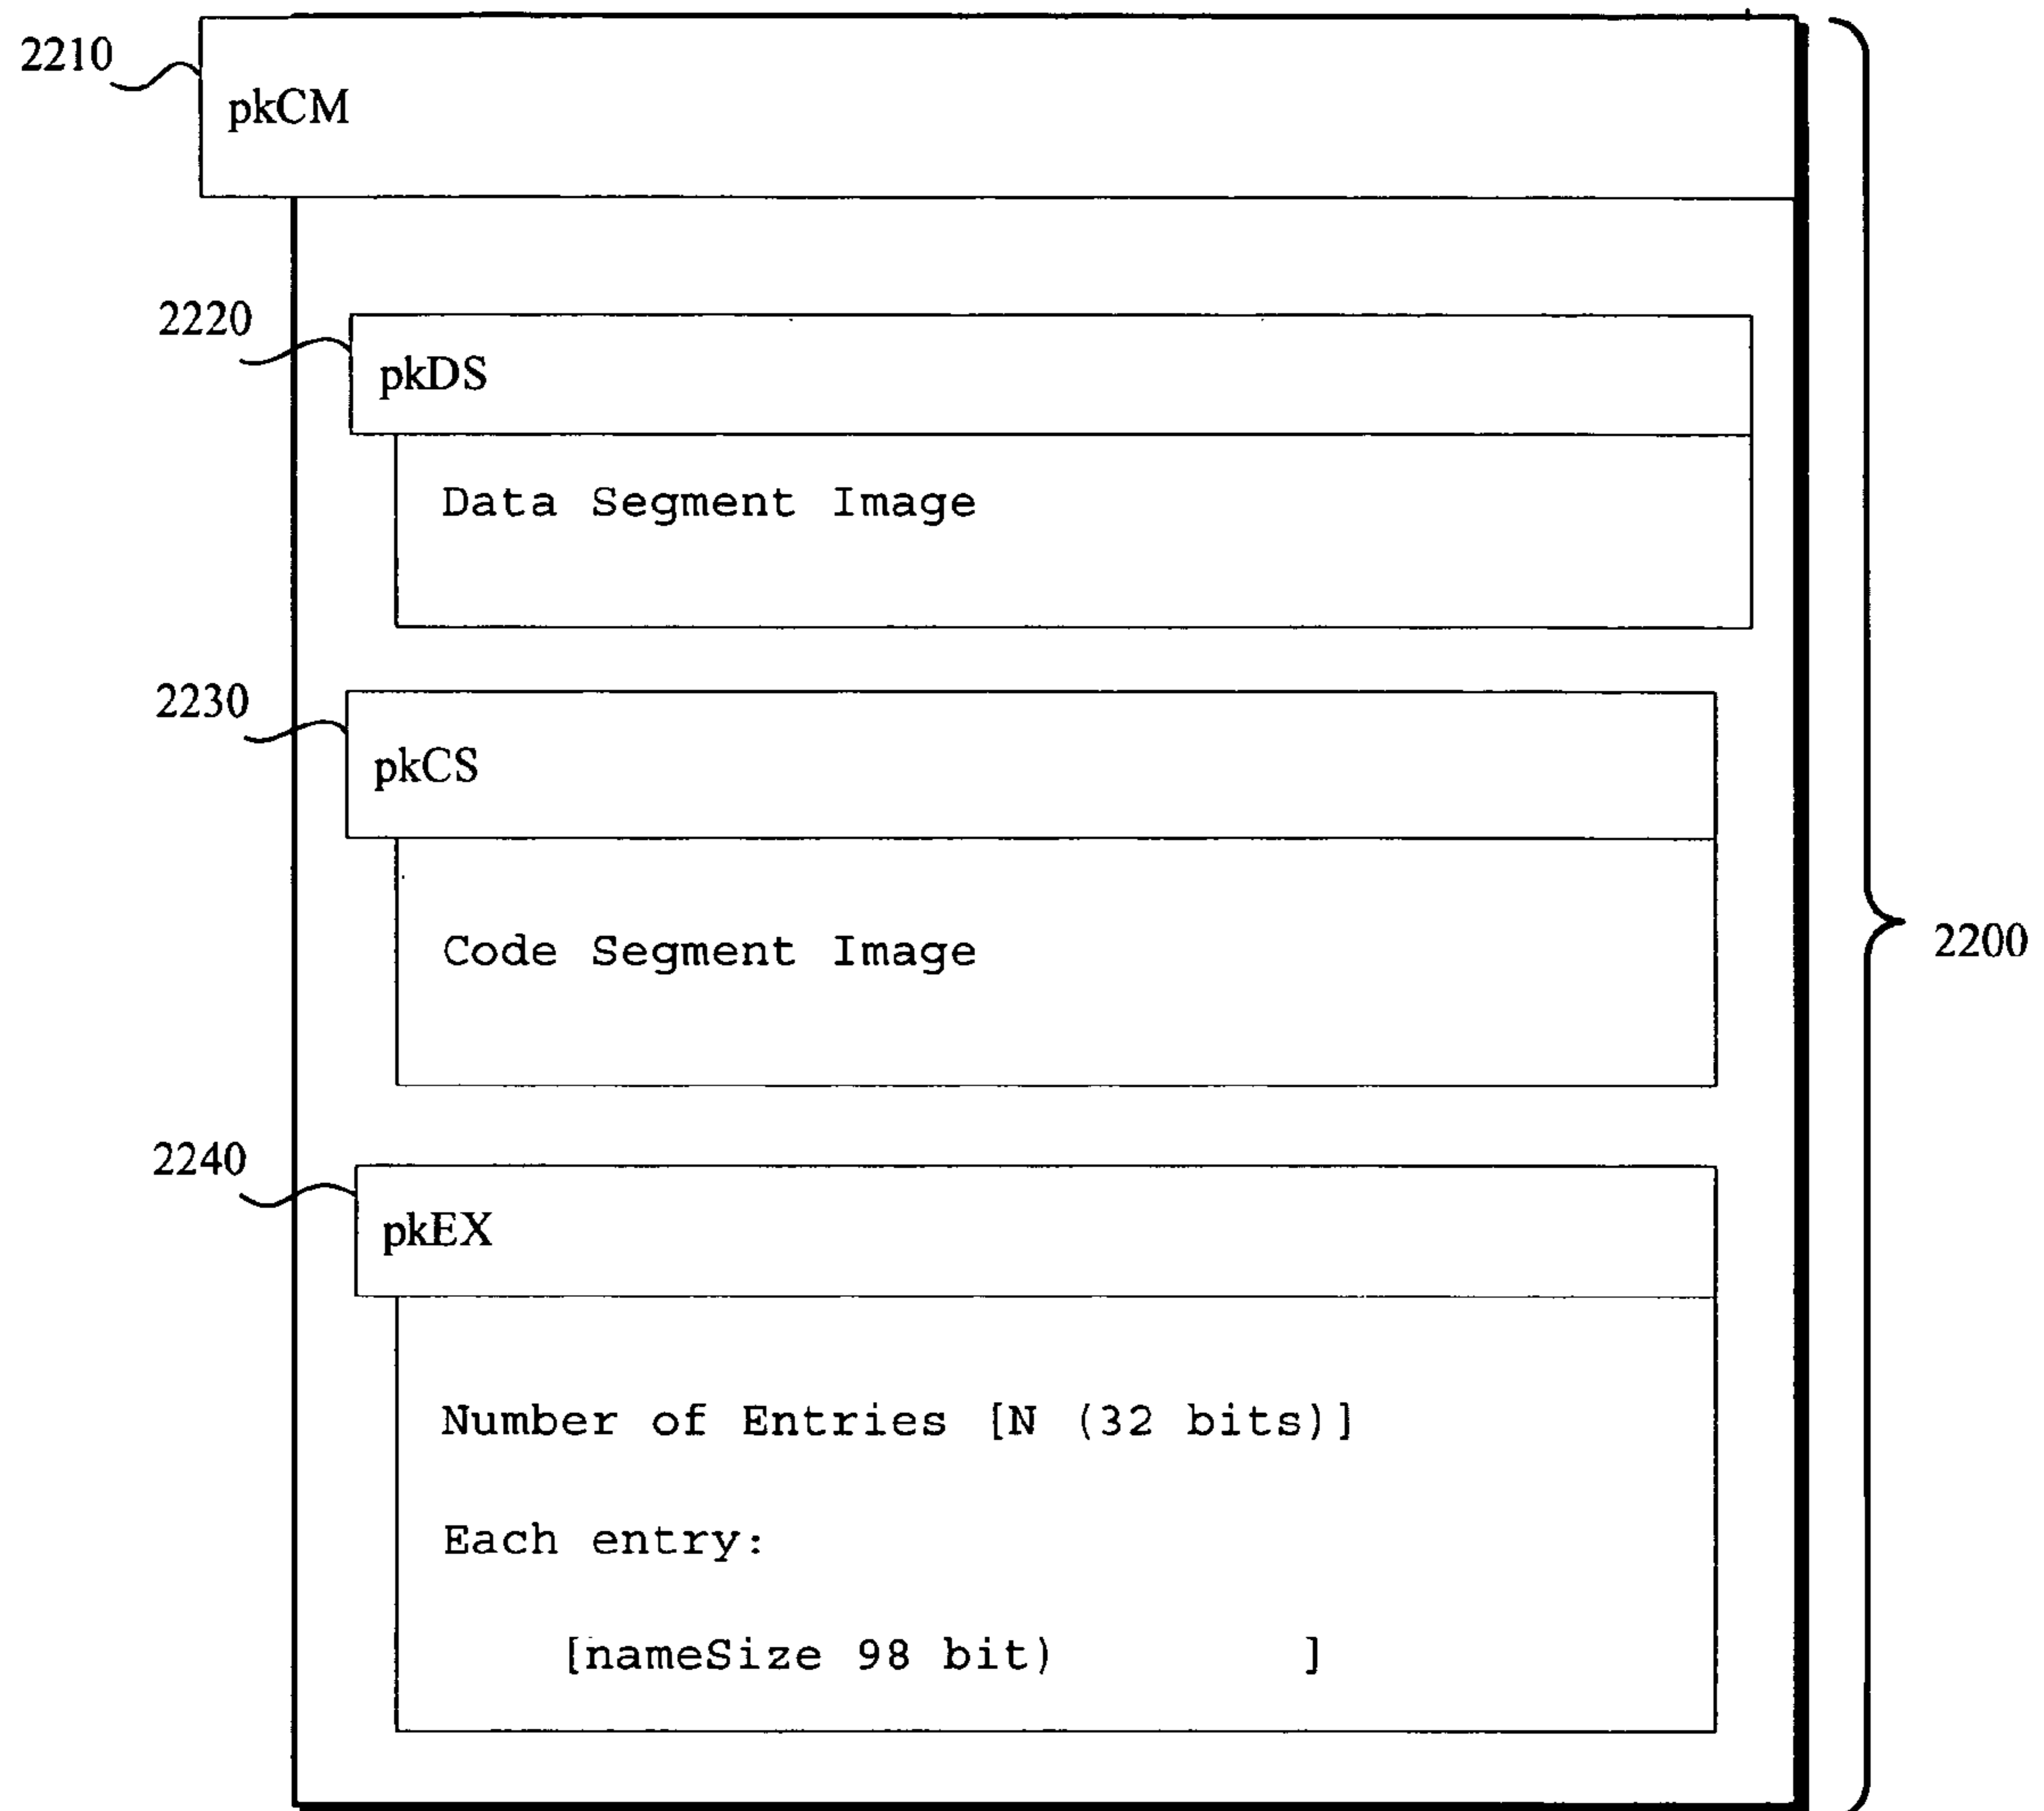 2210
pkCM
2220
pkDS
Data Segment Image
2230
pkCS
Code Segment Image
2200
2240
pkEX
Number of Entries [N (32 bits)]
Each entry:
[nameSize 98 bit) ]